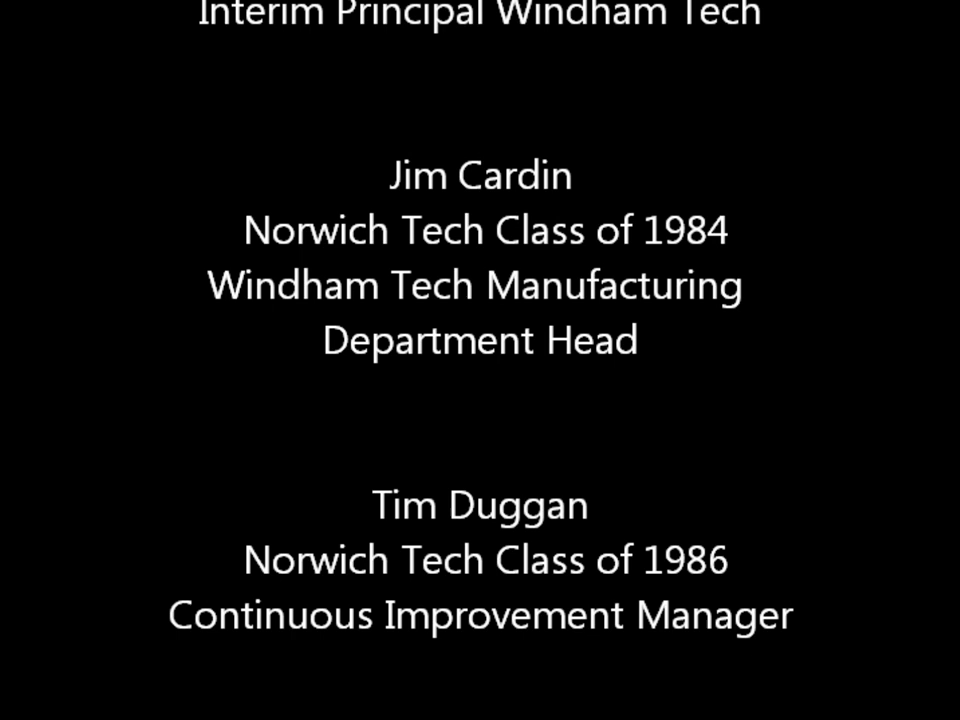 Interim Principal Windham Tech
Jim Cardin
Norwich Tech Class of 1984
Windham Tech Manufacturing
Department Head
Tim Duggan
Norwich Tech Class of 1986
Continuous Improvement Manager